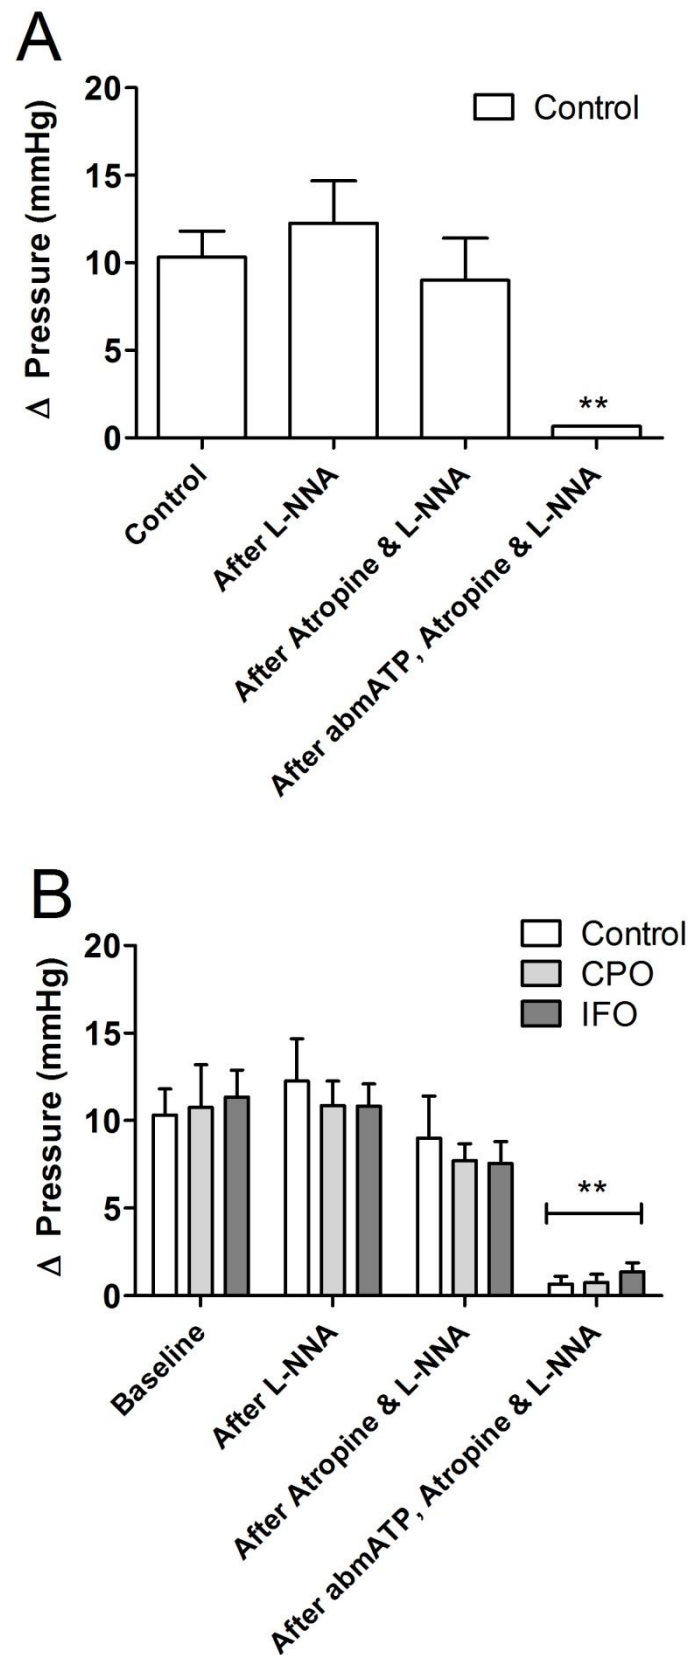 A
Δ Pressure (mmHg)
20
15
10
5
0
Control
**
Control
After L-NNA
After Atropine & L-NNA
After abmATP, Atropine & L-NNA
B
Δ Pressure (mmHg)
20
15
10
5
0
Control
CPO
IFO
**
Baseline
After L-NNA
After Atropine & L-NNA
After abmATP, Atropine & L-NNA